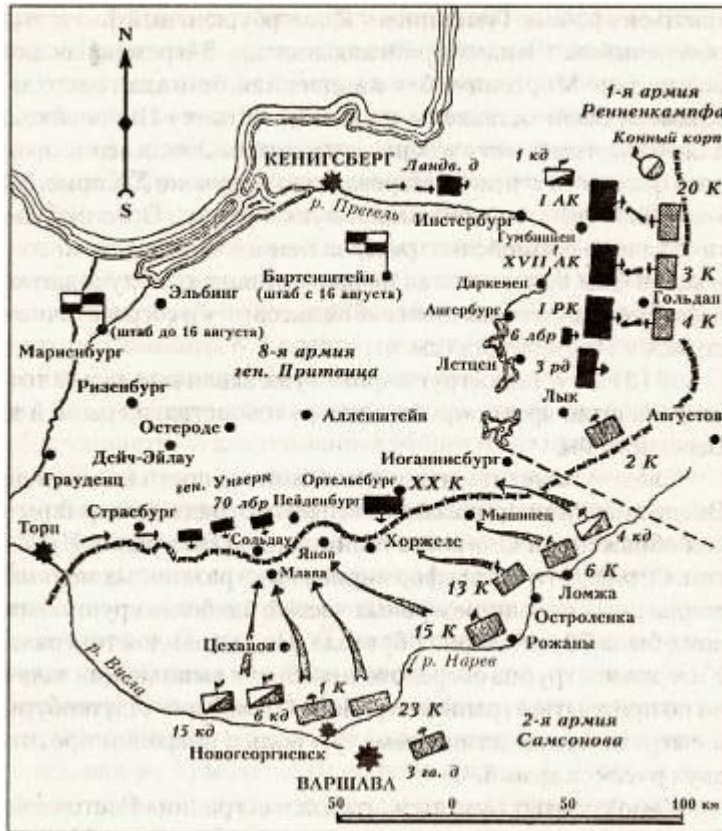 N
S
1-я армия
Ренненкампфа
Конный корп.
КЕНИГСБЕРГ
Ландв. д
1 кд
I АК
20 К
р. Прегель
Инстербург
Гумбиннен
XVII АК
3 К
Эльбинг
Бартенштейн
(штаб с 16 августа)
Даркемен
Гольдап
Ангербург
I РК
4 К
(штаб до 16 августа)
6 лбр
Мариенбург
8-я армия
ген. Притвица
Летцен
3 рд
Ризенбург
Лык
Остероде
Алленштейн
Августов
Дейч-Эйлау
Иоганнисбург
2 К
Грауденц
ген. Унгерн
Ортельсбург
XX К
70 лбр
Нейденбург
Страсбург
Мышинец
4 кд
Торн
Сольдау
Янов
Хоржеле
6 К
Млава
13 К
Ломжа
Остроленка
15 К
Цеханов
Рожаны
р. Висла
р. Нарев
1 К
23 К
6 кд
15 кд
2-я армия
Самсонова
Новогеоргиевск
3 гв. д
ВАРШАВА
50 0 50 100 км